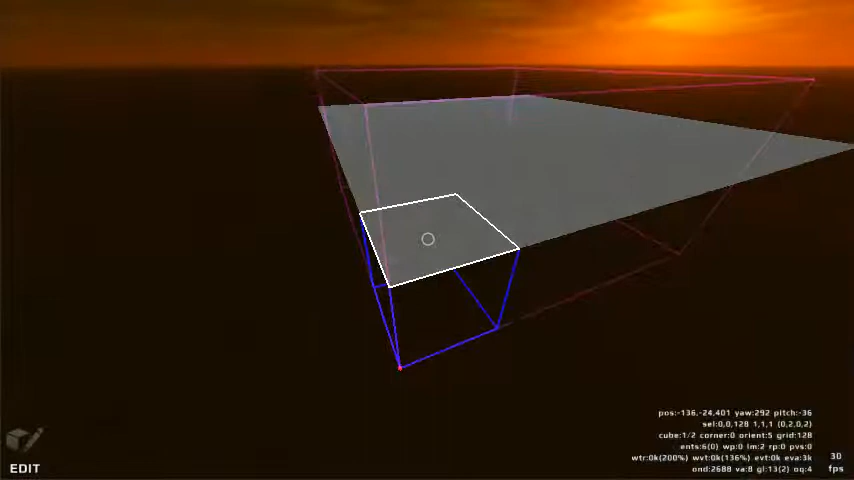 pos:-136,-24,401 yaw:292 pitch:-36
sel:0,0,128 1,1,1 (0,2,0,2)
cube:1/2 corner:0 orient:5 grid:128
ents:6(0) wp:0 lm:2 rp:0 pvs:0
wtr:0k(200%) wvt:0k(136%) evt:0k eva:3k
ond:2688 va:8 gl:13(2) oq:4
30
fps
EDIT